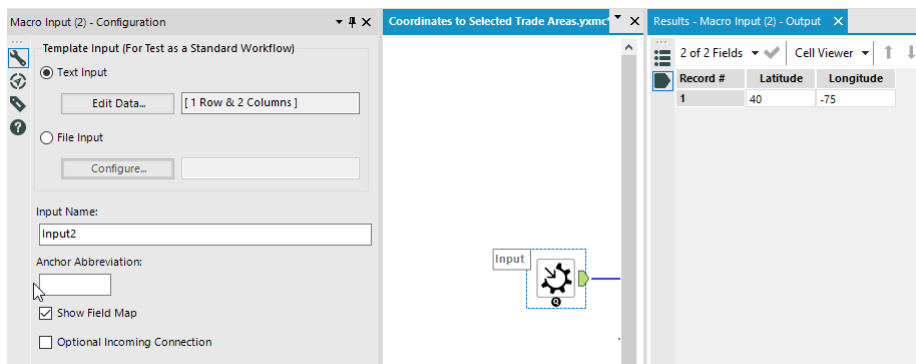 Macro Input (2) - Configuration
Template Input (For Test as a Standard Workflow)
Text Input
Edit Data...
[ 1 Row & 2 Columns ]
File Input
Configure...
Input Name:
Input2
Anchor Abbreviation:
Show Field Map
Optional Incoming Connection
Coordinates to Selected Trade Areas.yxmc*
Input
Results - Macro Input (2) - Output
2 of 2 Fields
Cell Viewer
Record # Latitude Longitude
1 40 -75